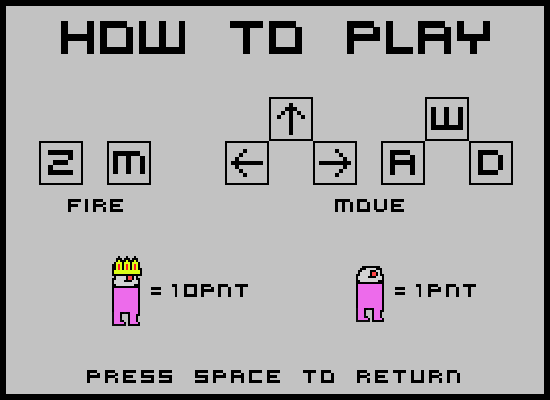 HOW TO PLAY
↑ W
Z M ← → A D
FIRE MOVE
= 10PNT = 1PNT
PRESS SPACE TO RETURN